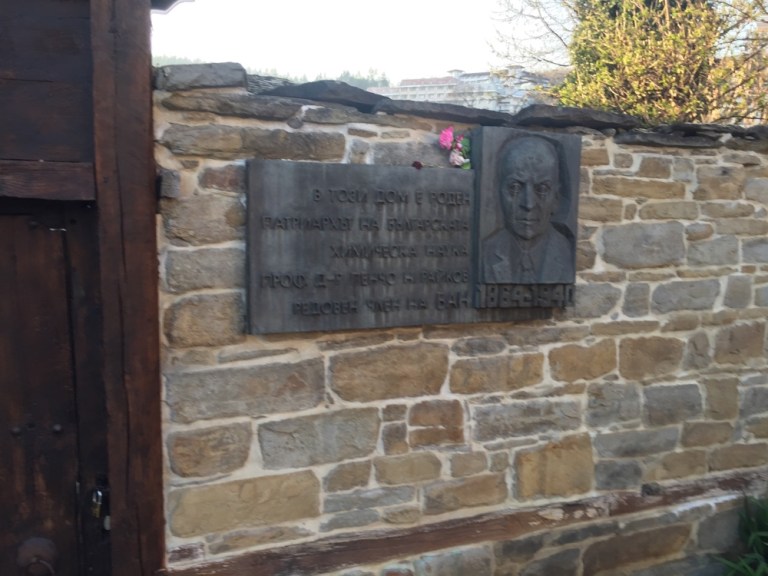 В ТОЗИ ДОМ Е РОДЕН
ПАТРИАРХЪТ НА БЪЛГАРСКАТА
ХИМИЧЕСКА НАУКА
ПРОФ. Д-Р ПЕНЧО Н. РАЙКОВ
РЕДОВЕН ЧЛЕН НА БАН
1864-1940